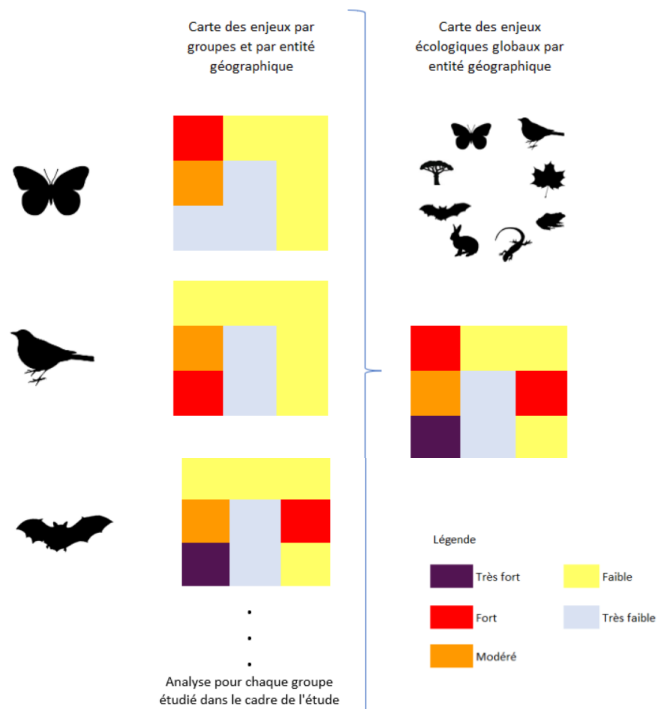 Carte des enjeux par
groupes et par entité
géographique
Carte des enjeux
écologiques globaux par
entité géographique
Légende
Très fort
Faible
Fort
Très faible
Modéré
Analyse pour chaque groupe
étudié dans le cadre de l'étude